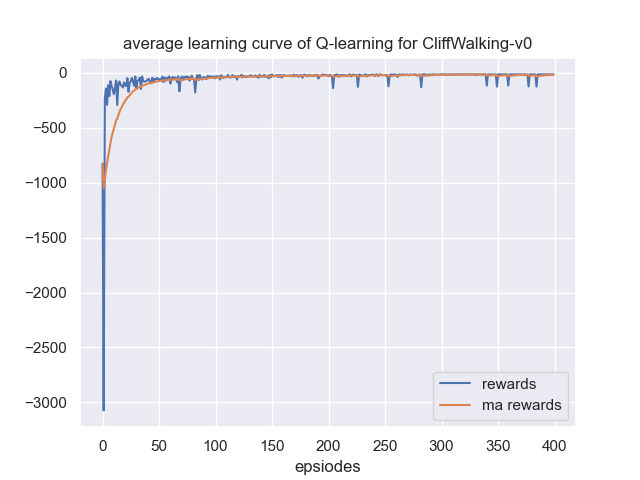 average learning curve of Q-learning for CliffWalking-v0
0
−500
−1000
−1500
−2000
−2500
−3000
rewards
ma rewards
0 50 100 150 200 250 300 350 400
epsiodes